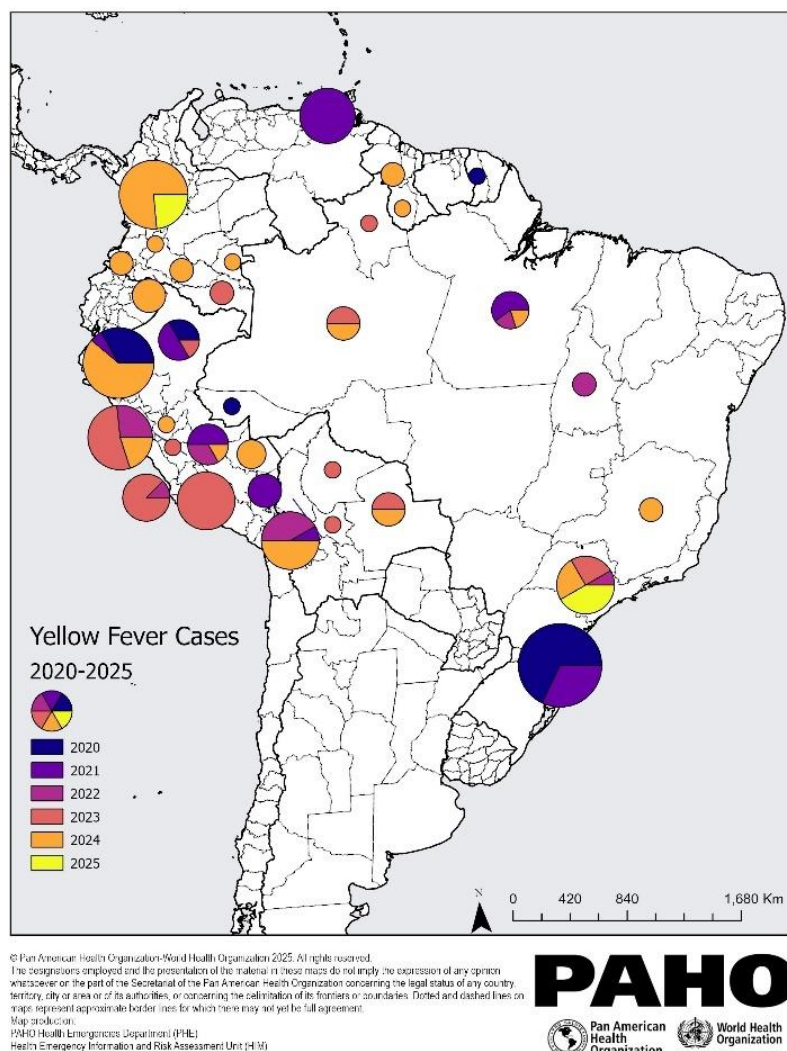 Yellow Fever Cases
2020-2025
2020
2021
2022
2023
2024
2025
N
0 420 840 1,680 Km
© Pan American Health Organization-World Health Organization 2025. All rights reserved.
The designations employed and the presentation of the material in these maps do not imply the expression of any opinion
whatsoever on the part of the Secretariat of the Pan American Health Organization concerning the legal status of any country,
territory, city or area or of its authorities, or concerning the delimitation of its frontiers or boundaries. Dotted and dashed lines on
maps represent approximate border lines for which there may not yet be full agreement.
Map production:
PAHO Health Emergencies Department (PHE)
Health Emergency Information and Risk Assessment Unit (HIM)
PAHO
Pan American
Health
Organization
World Health
Organization